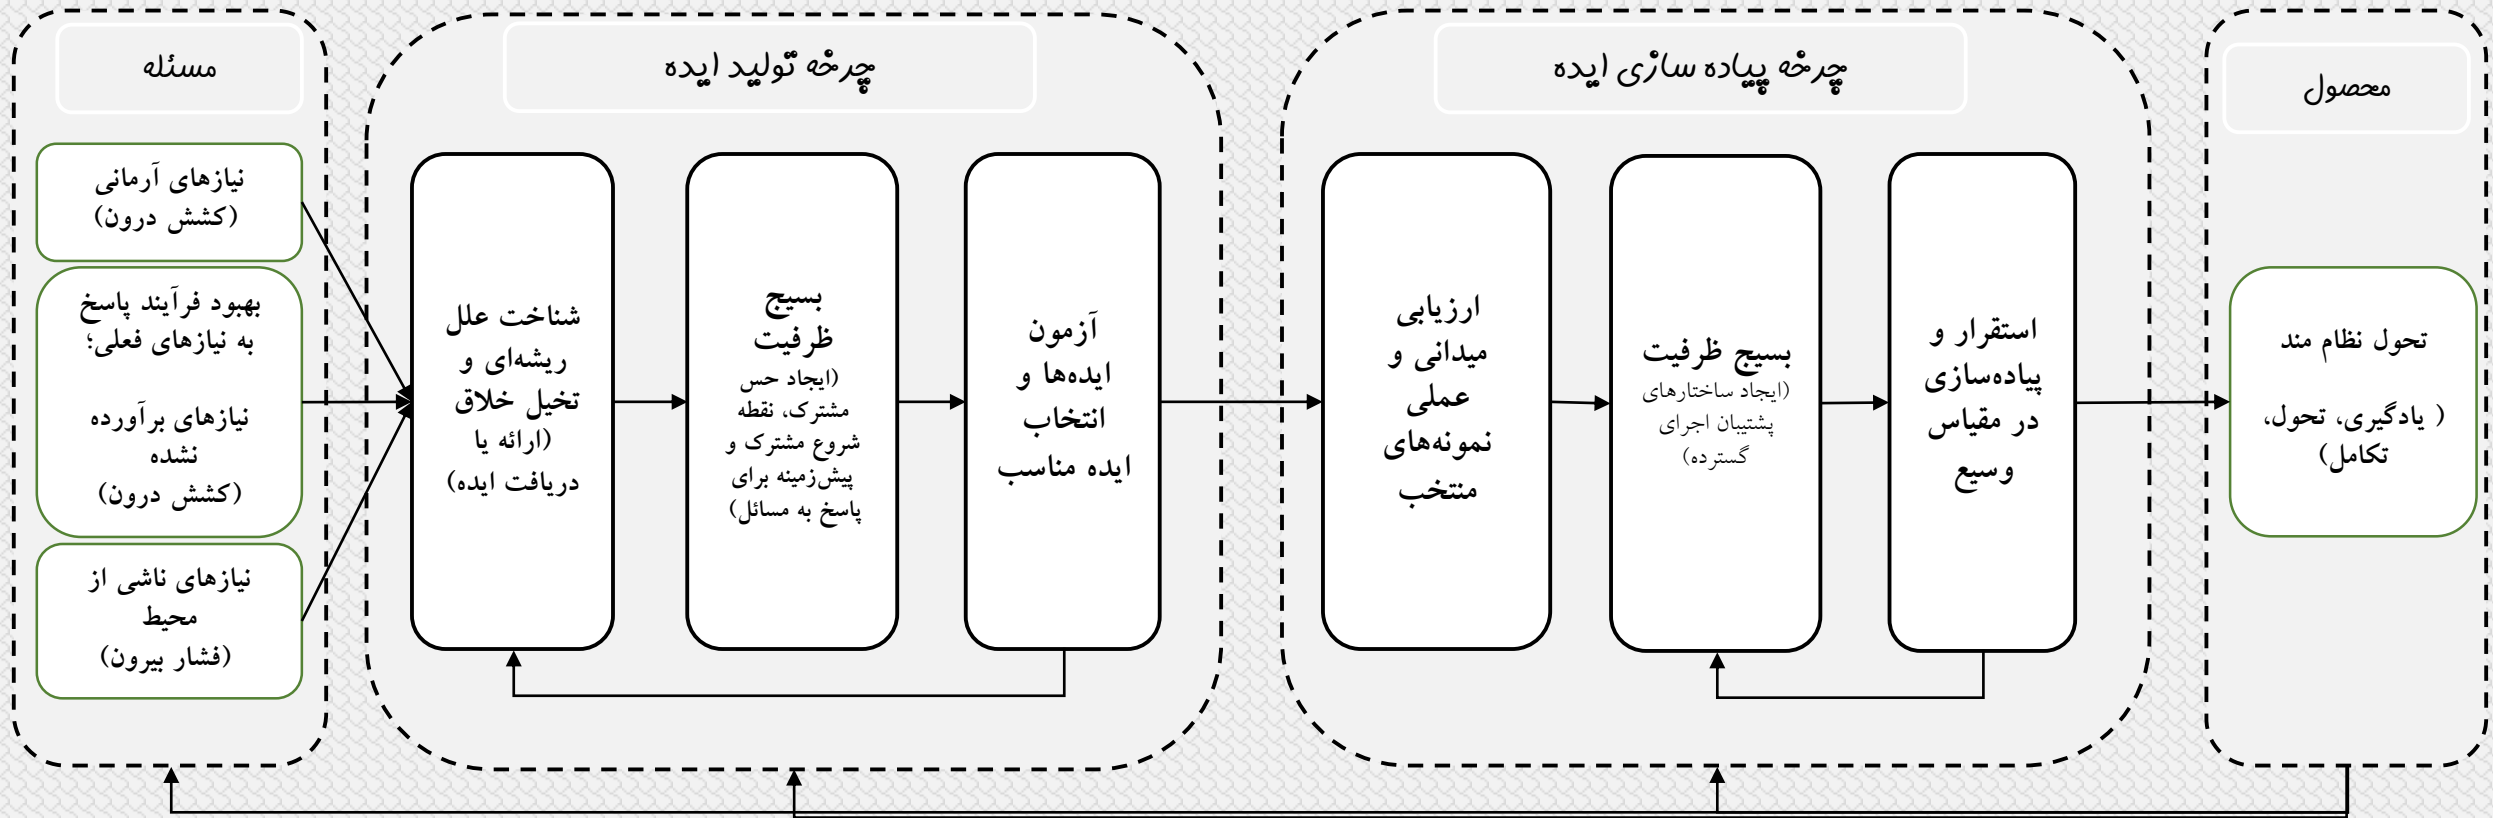 مسئله
نیازهای آرمانی
(کشش درون)
بهبود فرآیند پاسخ
به نیازهای فعلی؛
نیازهای برآورده
نشده
(کشش درون)
نیازهای ناشی از
محیط
(فشار بیرون)
چرخه تولید ایده
شناخت علل
ریشه‌ای و
تخیل خلاق
(ارائه یا
دریافت ایده)
بسیج
ظرفیت
(ایجاد حس
مشترک، نقطه
شروع مشترک و
پیش‌زمینه برای
پاسخ به مسائل)
آزمون
ایده‌ها و
انتخاب
ایده مناسب
چرخه پیاده سازی ایده
ارزیابی
میدانی و
عملی
نمونه‌های
منتخب
بسیج ظرفیت
(ایجاد ساختارهای
پشتیبان اجرای
گسترده)
استقرار و
پیاده‌سازی
در مقیاس
وسیع
محصول
تحول نظام مند
( یادگیری، تحول،
تکامل)